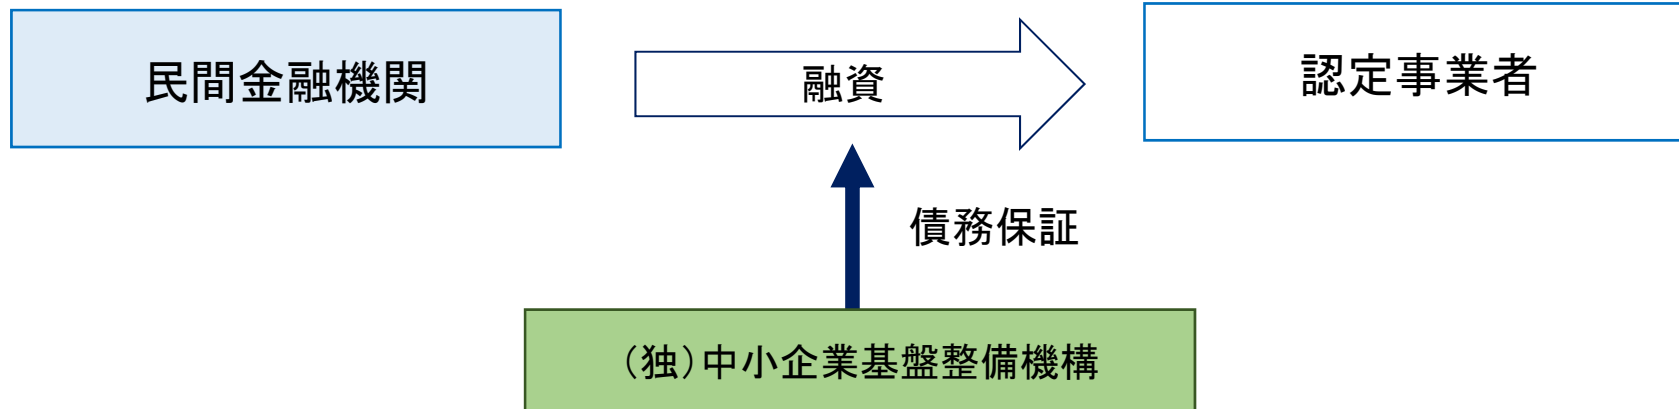 民間金融機関
融資
認定事業者
債務保証
（独）中小企業基盤整備機構